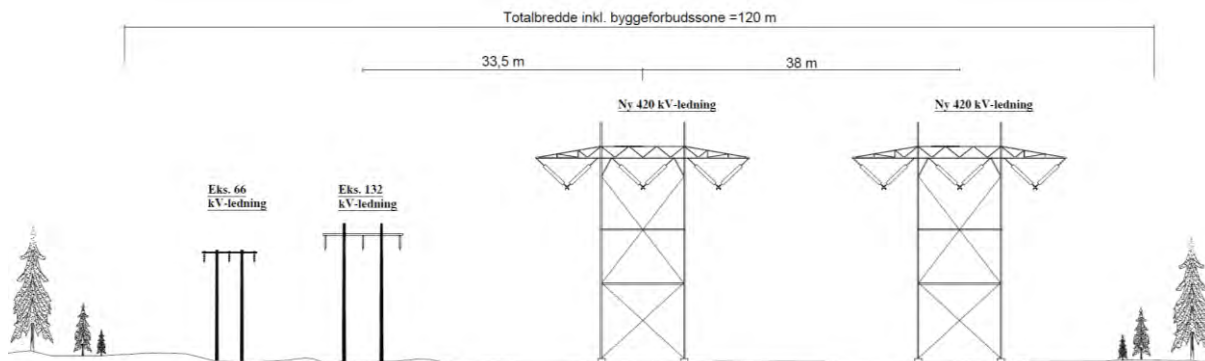 Totalbredde inkl. byggeforbudssone =120 m
33,5 m
38 m
Ny 420 kV-ledning
Ny 420 kV-ledning
Eks. 66
kV-ledning
Eks. 132
kV-ledning